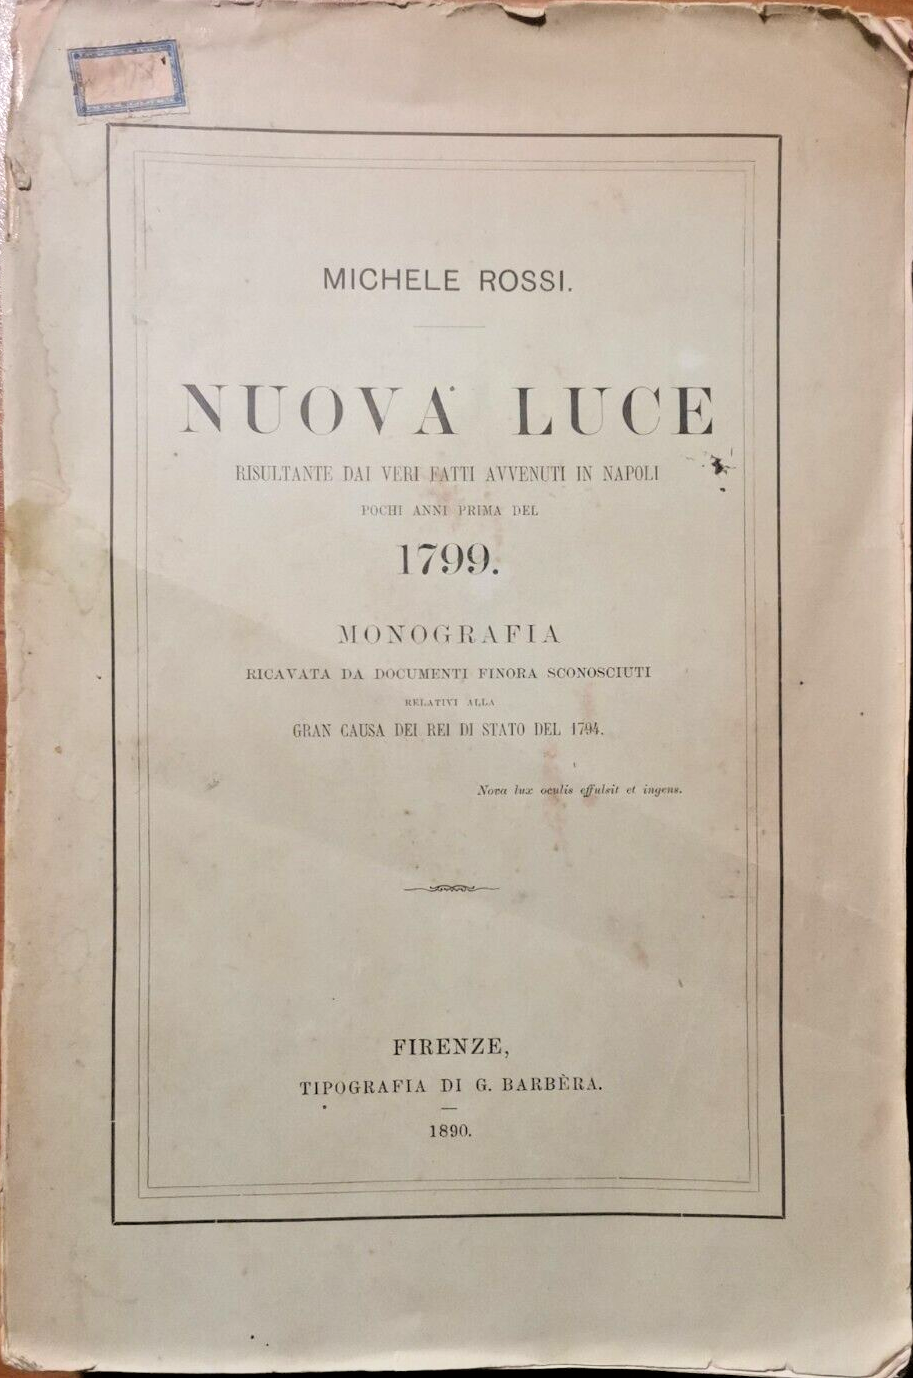 MICHELE ROSSI.
NUOVA LUCE
RISULTANTE DAI VERI FATTI AVVENUTI IN NAPOLI
POCHI ANNI PRIMA DEL
1799.
MONOGRAFIA
RICAVATA DA DOCUMENTI FINORA SCONOSCIUTI
RELATIVI ALLA
GRAN CAUSA DEI REI DI STATO DEL 1794.
Nova lux oculis effulsit et ingens.
FIRENZE,
TIPOGRAFIA DI G. BARBÈRA.
1890.